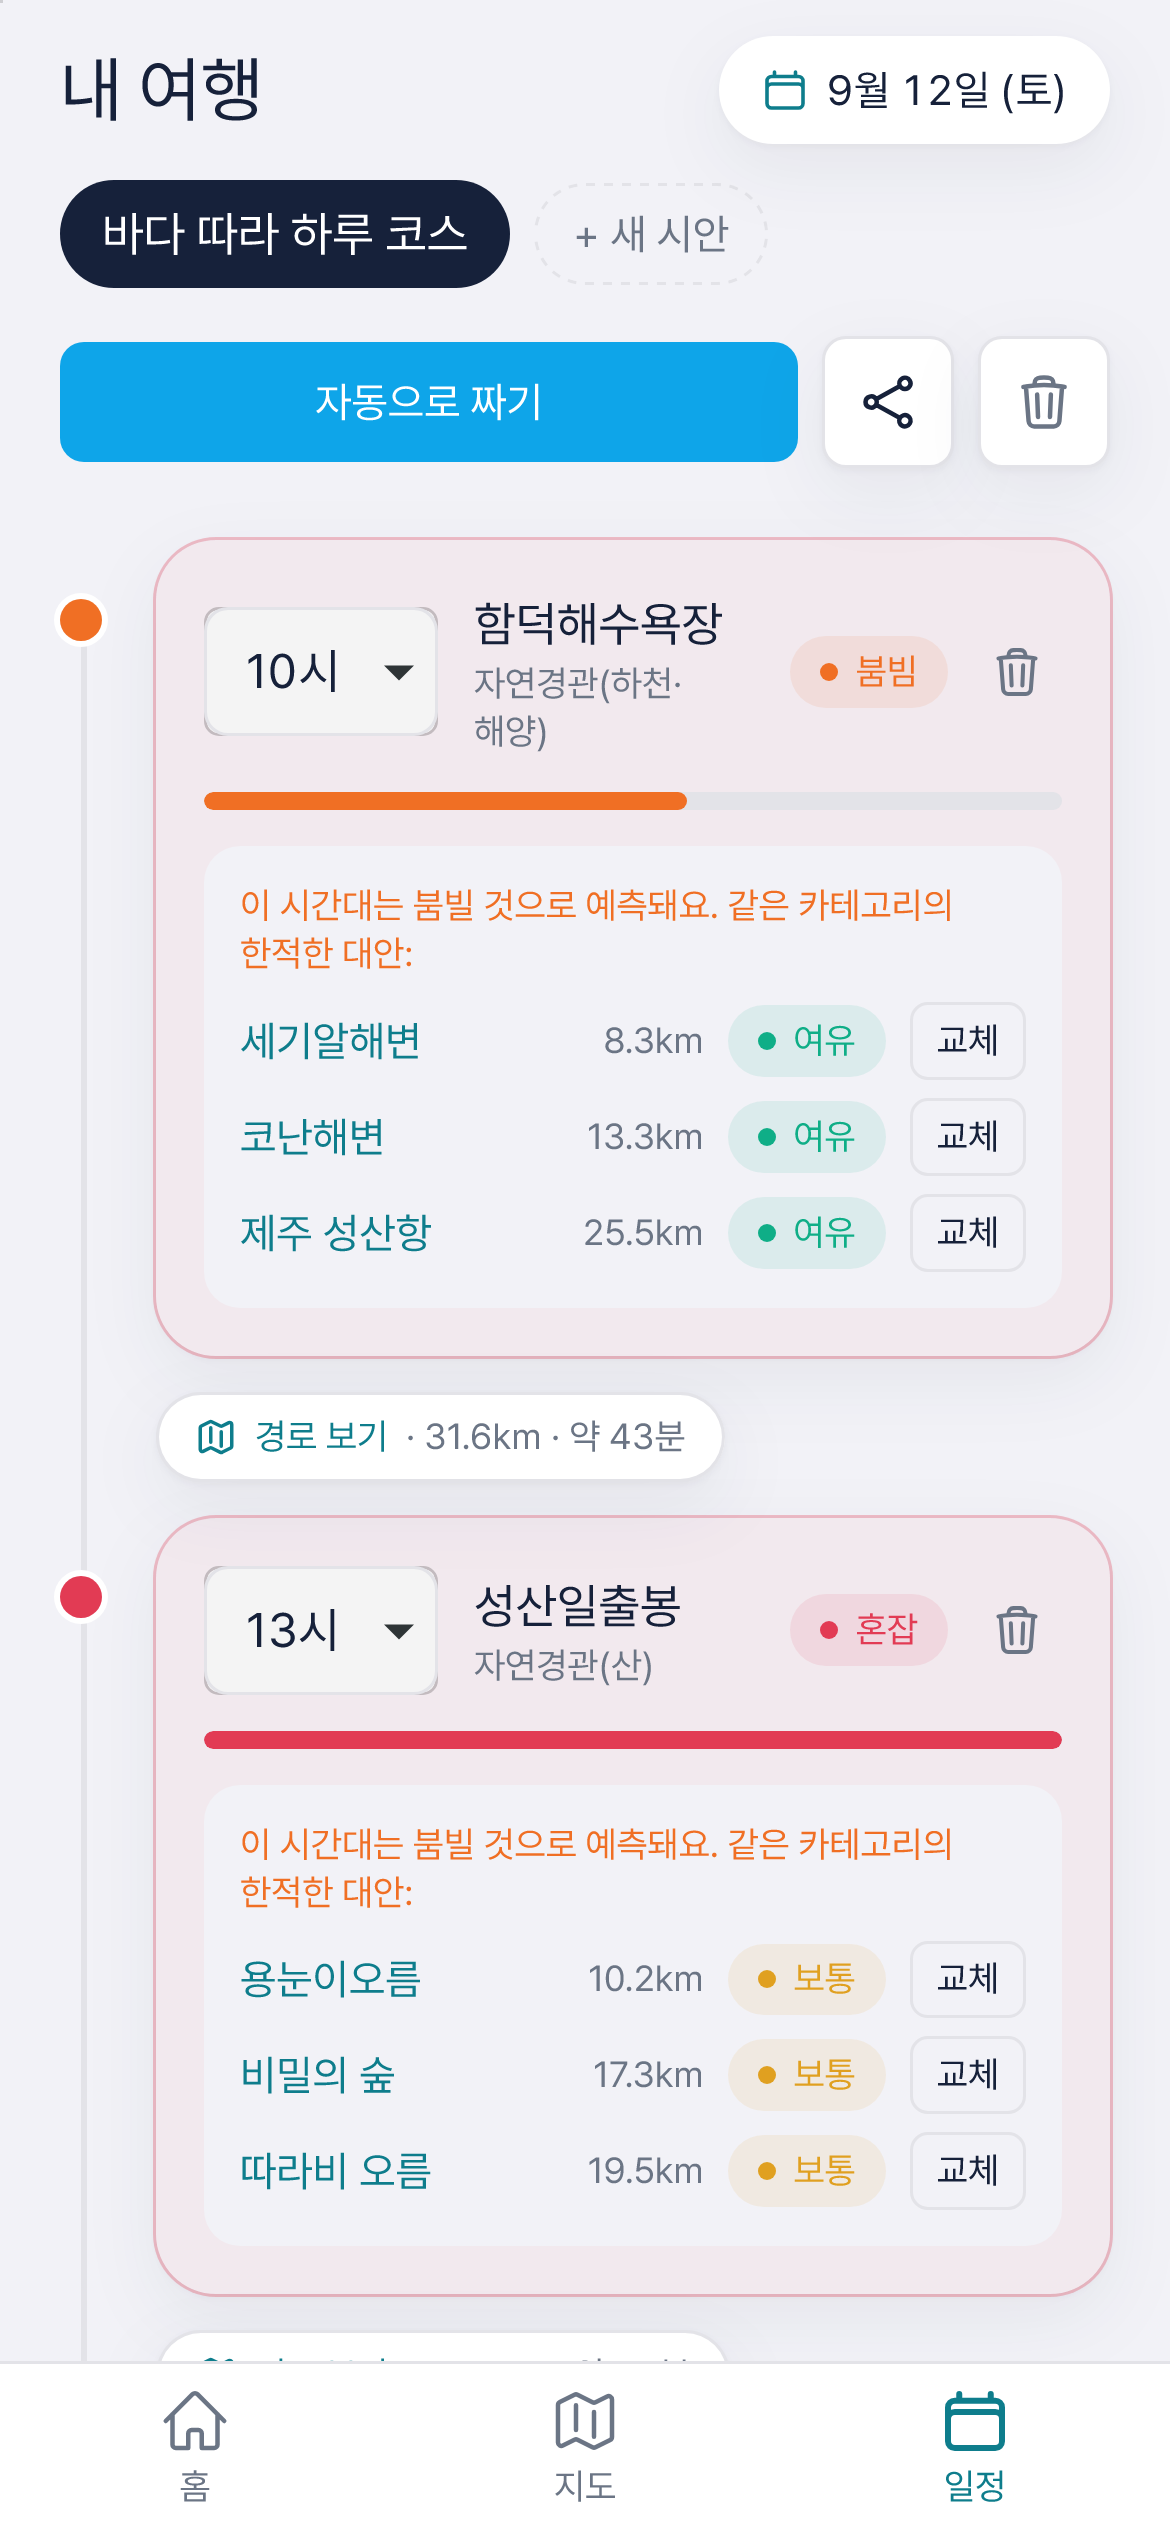 내 여행
9월 12일 (토)
바다 따라 하루 코스
+ 새 시안
자동으로 짜기
10시
함덕해수욕장
자연경관(하천·
해양)
붐빔
이 시간대는 붐빌 것으로 예측돼요. 같은 카테고리의
한적한 대안:
세기알해변 8.3km 여유 교체
코난해변 13.3km 여유 교체
제주 성산항 25.5km 여유 교체
경로 보기 · 31.6km · 약 43분
13시
성산일출봉
자연경관(산)
혼잡
이 시간대는 붐빌 것으로 예측돼요. 같은 카테고리의
한적한 대안:
용눈이오름 10.2km 보통 교체
비밀의 숲 17.3km 보통 교체
따라비 오름 19.5km 보통 교체
홈
지도
일정